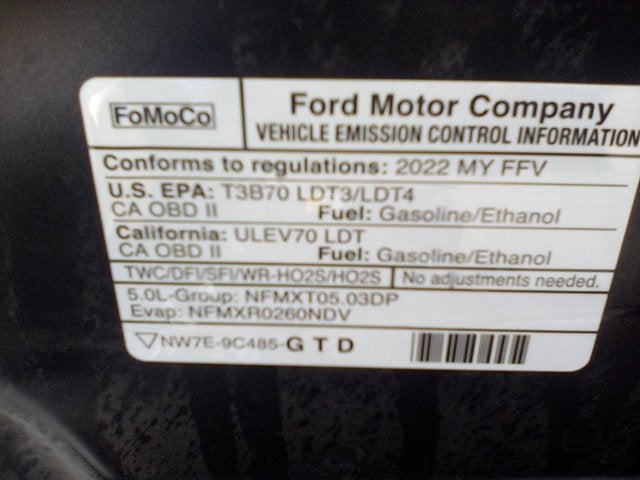 FoMoCo
Ford Motor Company
VEHICLE EMISSION CONTROL INFORMATION
Conforms to regulations: 2022 MY FFV
U.S. EPA: T3B70 LDT3/LDT4
CA OBD II Fuel: Gasoline/Ethanol
California: ULEV70 LDT
CA OBD II Fuel: Gasoline/Ethanol
TWC/DFI/SFI/WR-HO2S/HO2S No adjustments needed.
5.0L-Group: NFMXT05.03DP
Evap: NFMXR0260NDV
NW7E-9C485-GTD